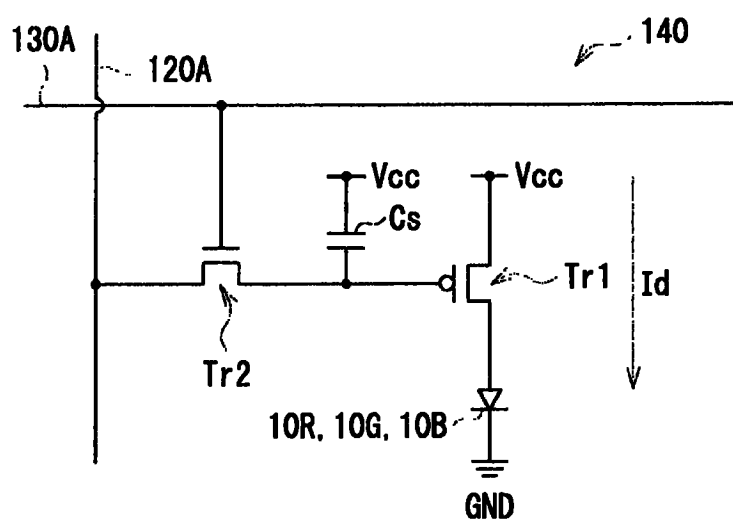 140
130A
120A
Vcc
Vcc
Cs
Tr1
Id
Tr2
10R, 10G, 10B
GND